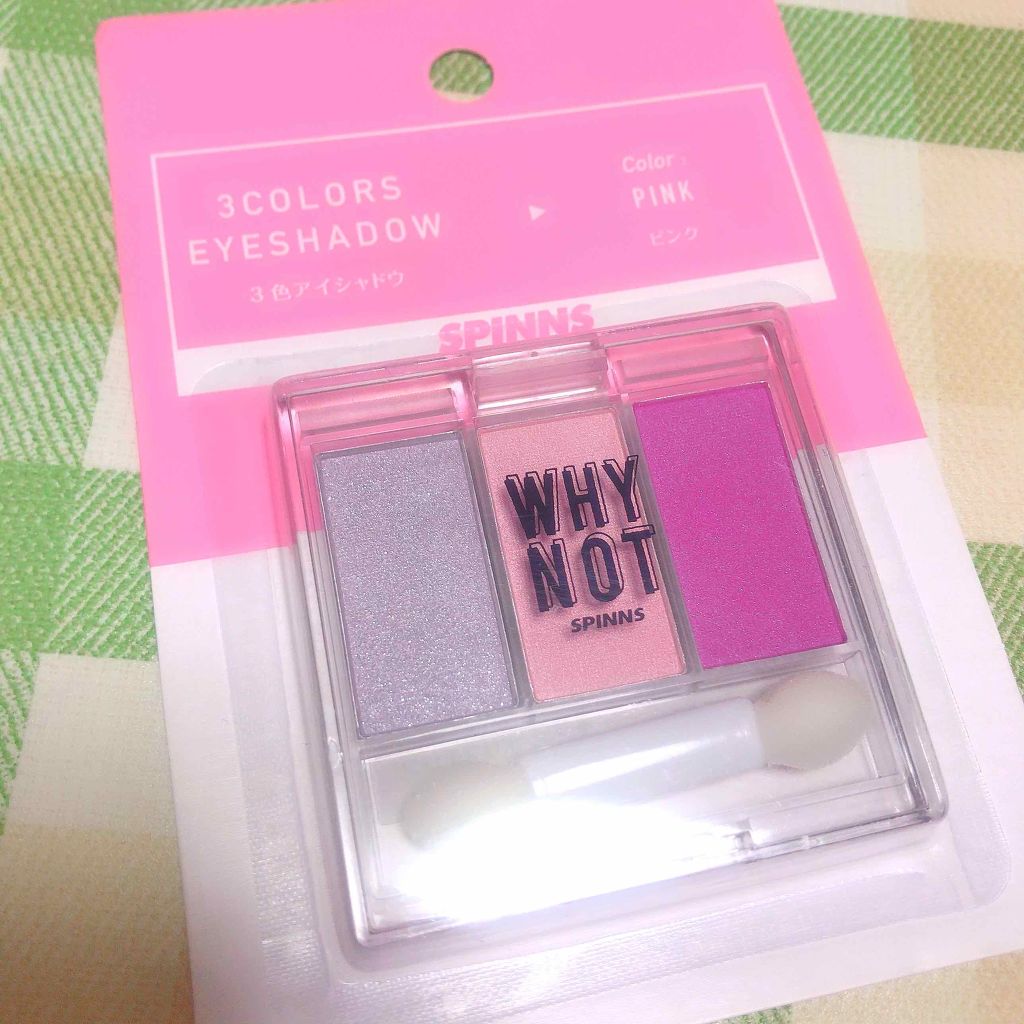 3COLORS
EYESHADOW
3色アイシャドウ
Color :
PINK
ピンク
SPINNS
WHY
NOT
SPINNS